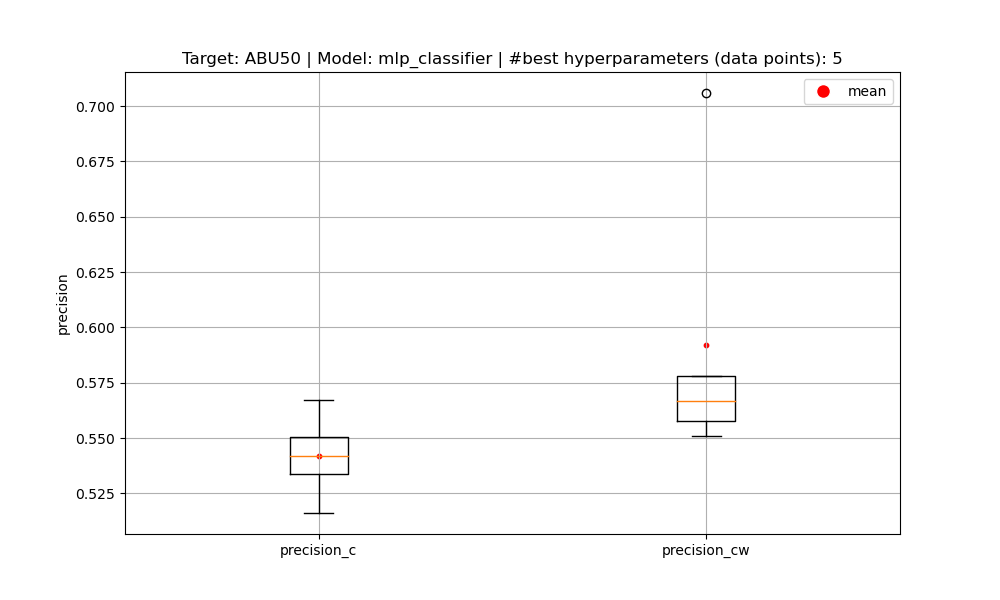 Target: ABU50 | Model: mlp_classifier | #best hyperparameters (data points): 5
mean
0.700
0.675
0.650
0.625
0.600
0.575
0.550
0.525
precision
precision_c
precision_cw